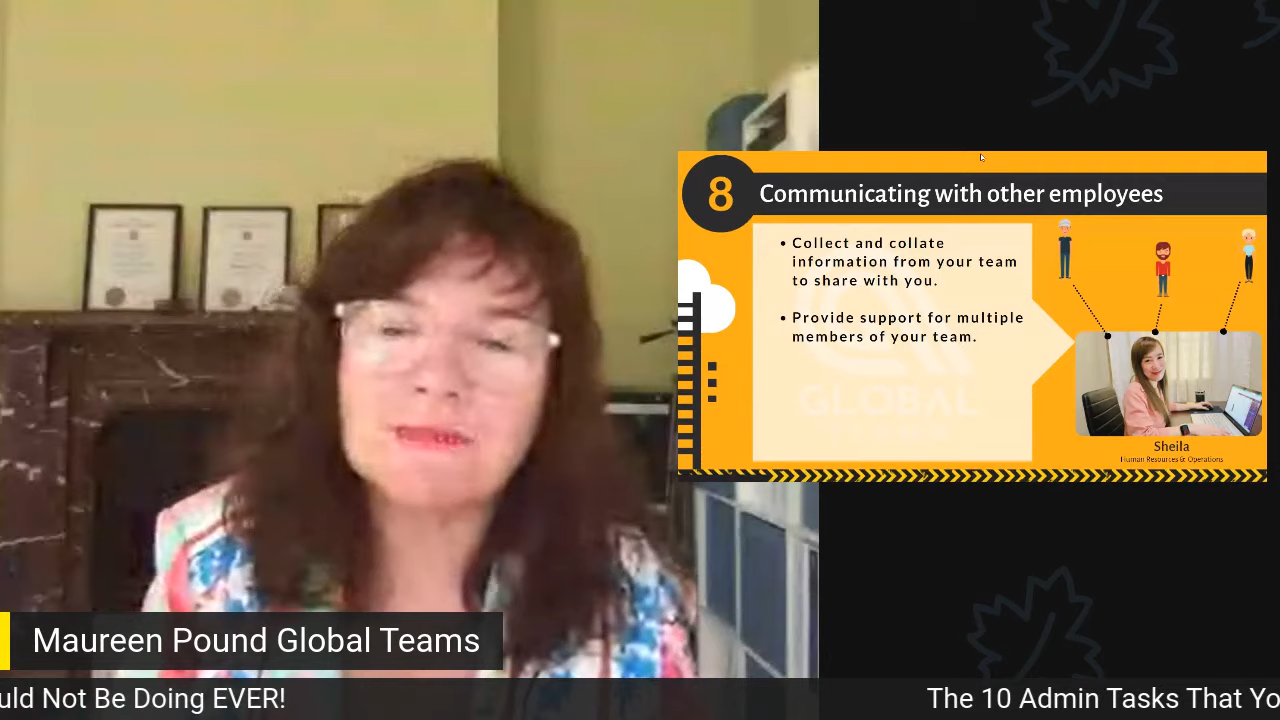 8
Communicating with other employees
• Collect and collate
information from your team
to share with you.
• Provide support for multiple
members of your team.
GLOBAL
Sheila
Human Resources & Operations
Maureen Pound Global Teams
uld Not Be Doing EVER!
The 10 Admin Tasks That Yo